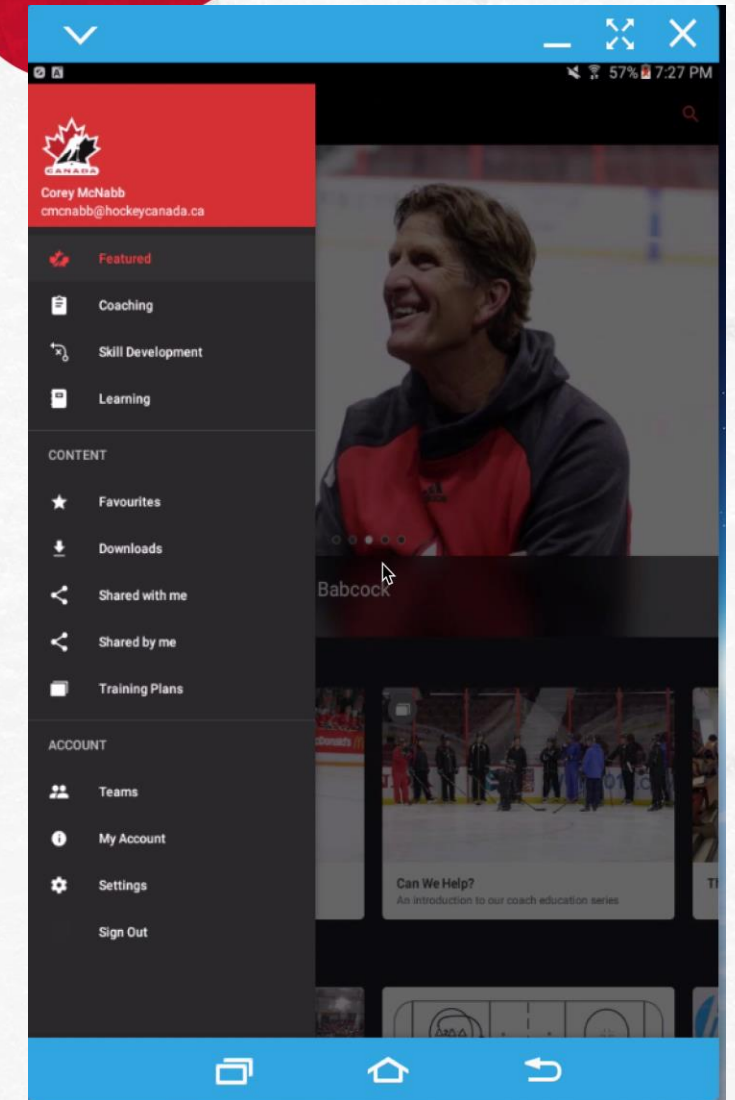 57% 7:27 PM
CANADA
Corey McNabb
cmcnabb@hockeycanada.ca
Featured
Coaching
Skill Development
Learning
CONTENT
Favourites
Downloads
Shared with me
Shared by me
Training Plans
ACCOUNT
Teams
My Account
Settings
Sign Out
Babcock
Can We Help?
An introduction to our coach education series